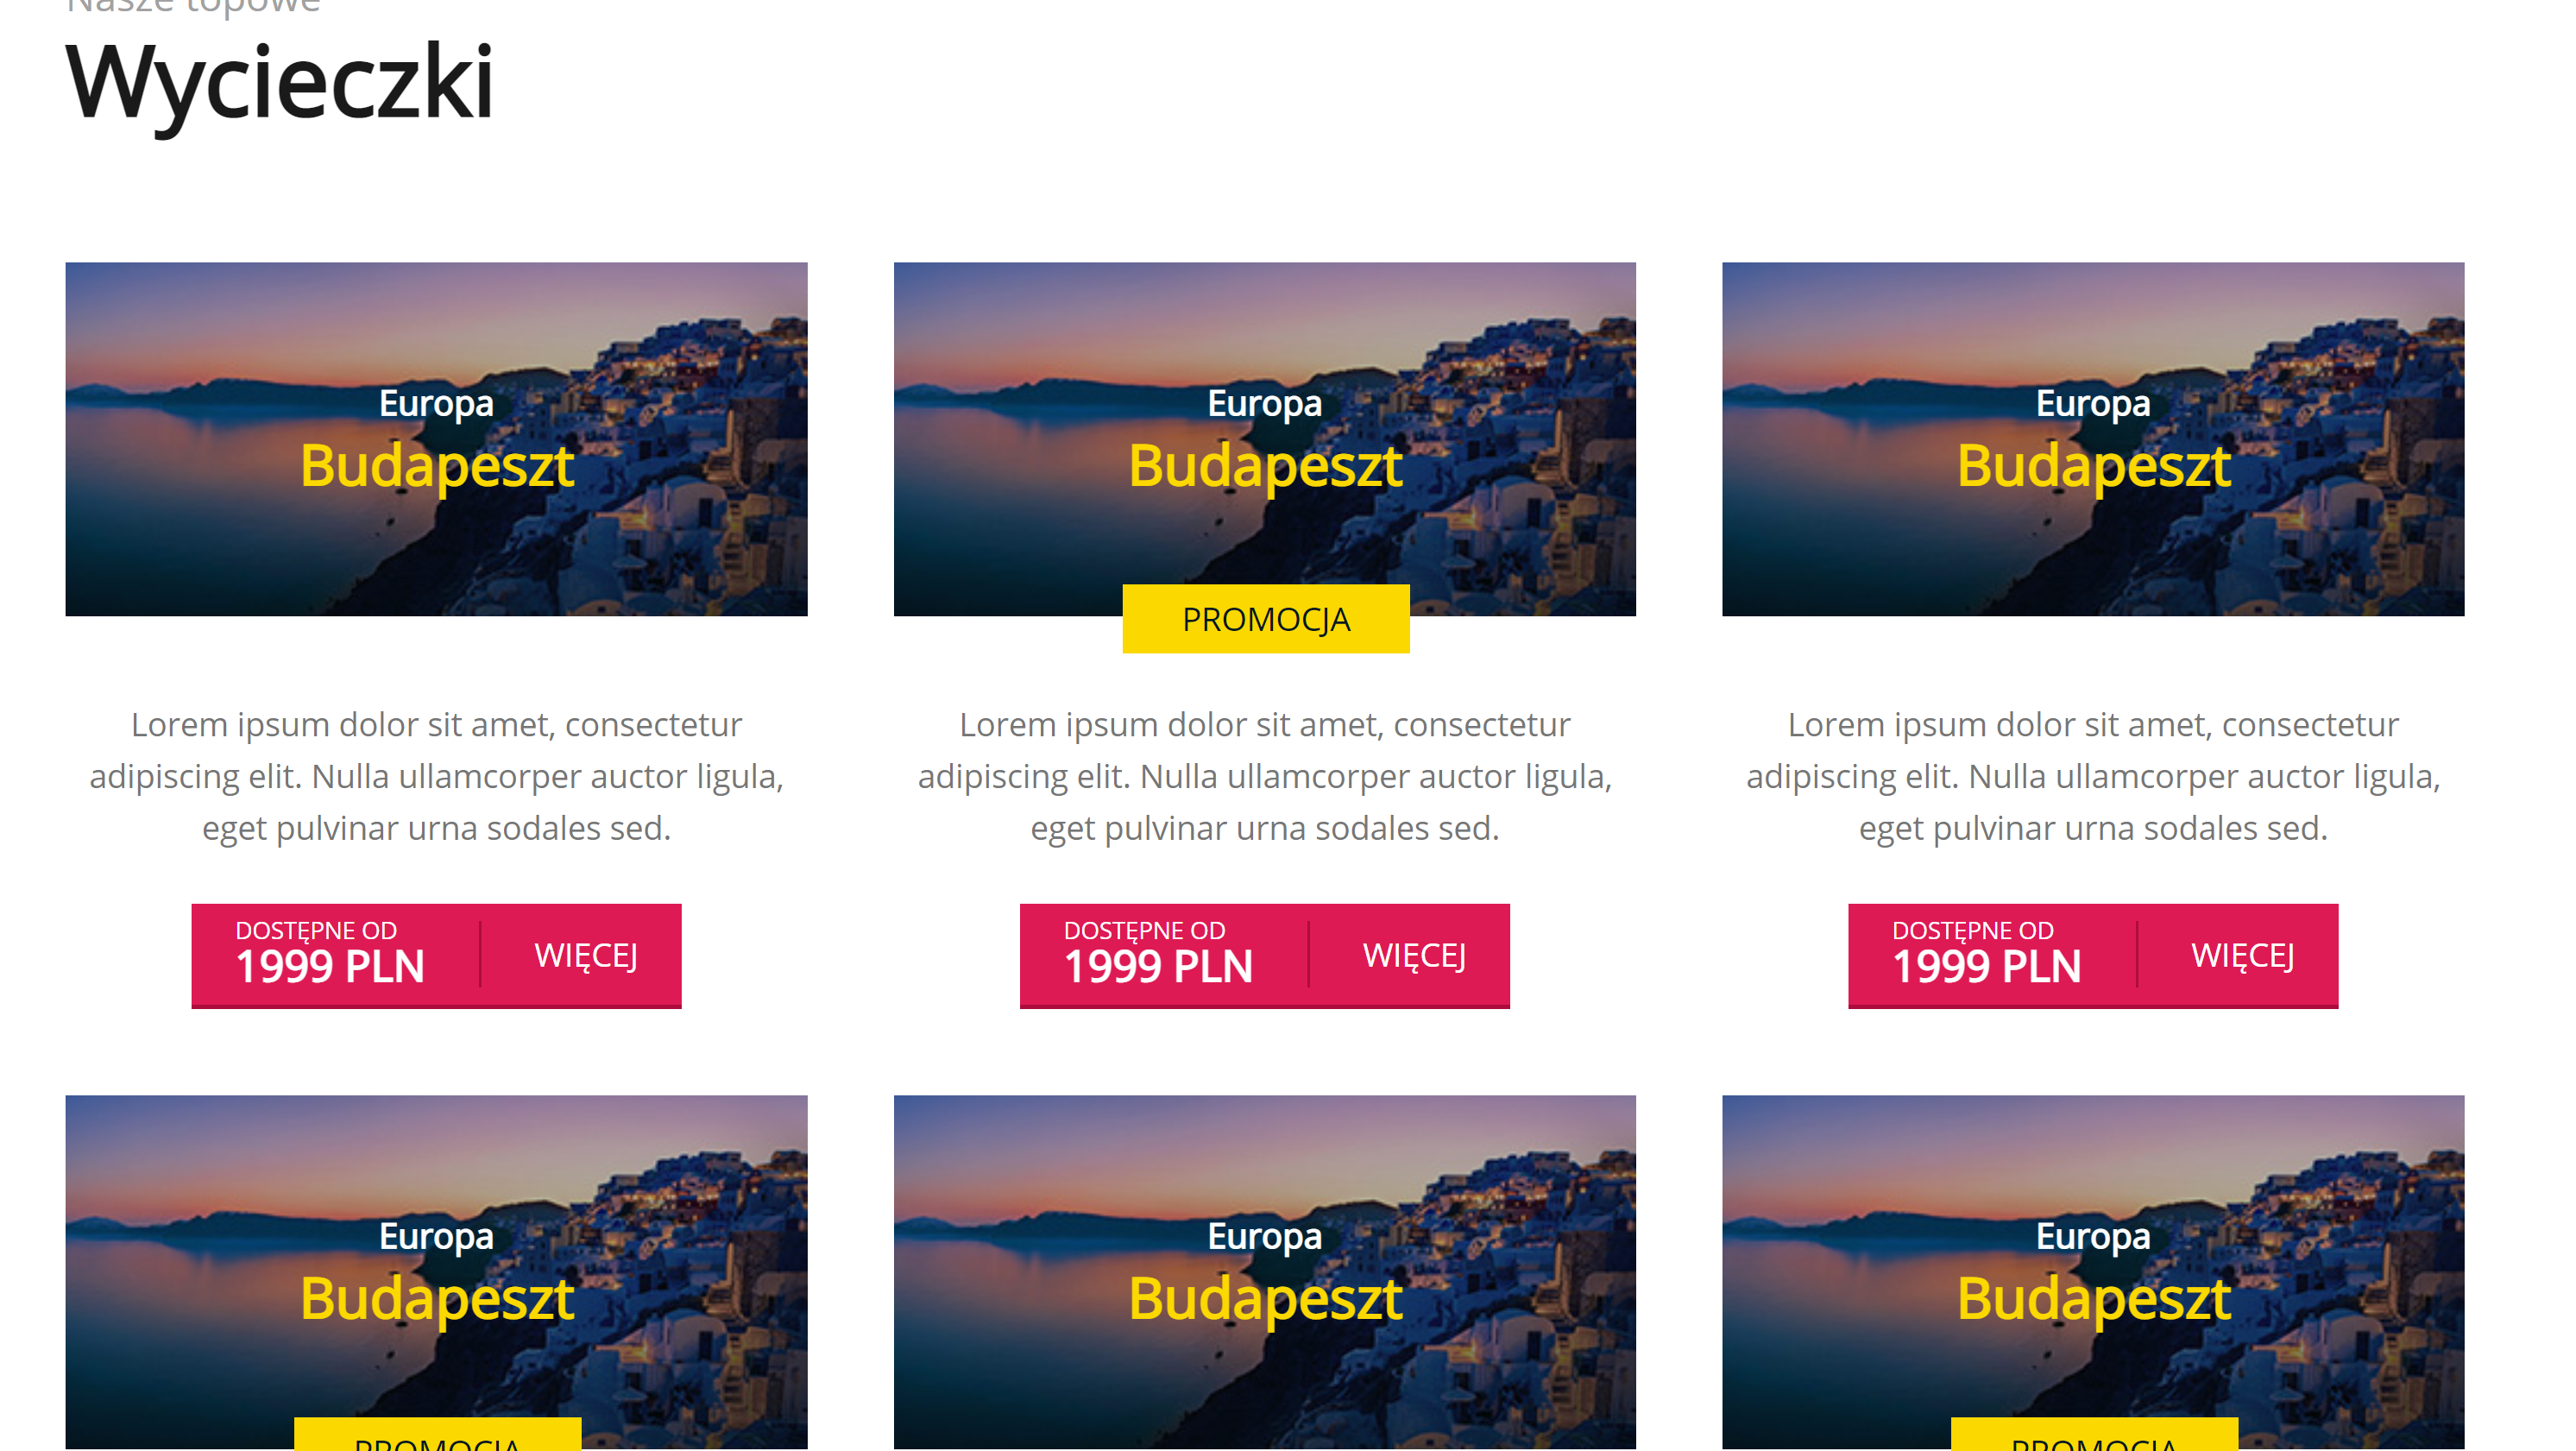 Nasze topowe
Wycieczki
Europa
Budapeszt
Europa
Budapeszt
PROMOCJA
Europa
Budapeszt
Lorem ipsum dolor sit amet, consectetur
adipiscing elit. Nulla ullamcorper auctor ligula,
eget pulvinar urna sodales sed.
Lorem ipsum dolor sit amet, consectetur
adipiscing elit. Nulla ullamcorper auctor ligula,
eget pulvinar urna sodales sed.
Lorem ipsum dolor sit amet, consectetur
adipiscing elit. Nulla ullamcorper auctor ligula,
eget pulvinar urna sodales sed.
DOSTĘPNE OD
1999 PLN
WIĘCEJ
DOSTĘPNE OD
1999 PLN
WIĘCEJ
DOSTĘPNE OD
1999 PLN
WIĘCEJ
Europa
Budapeszt
PROMOCJA
Europa
Budapeszt
Europa
Budapeszt
PROMOCJA